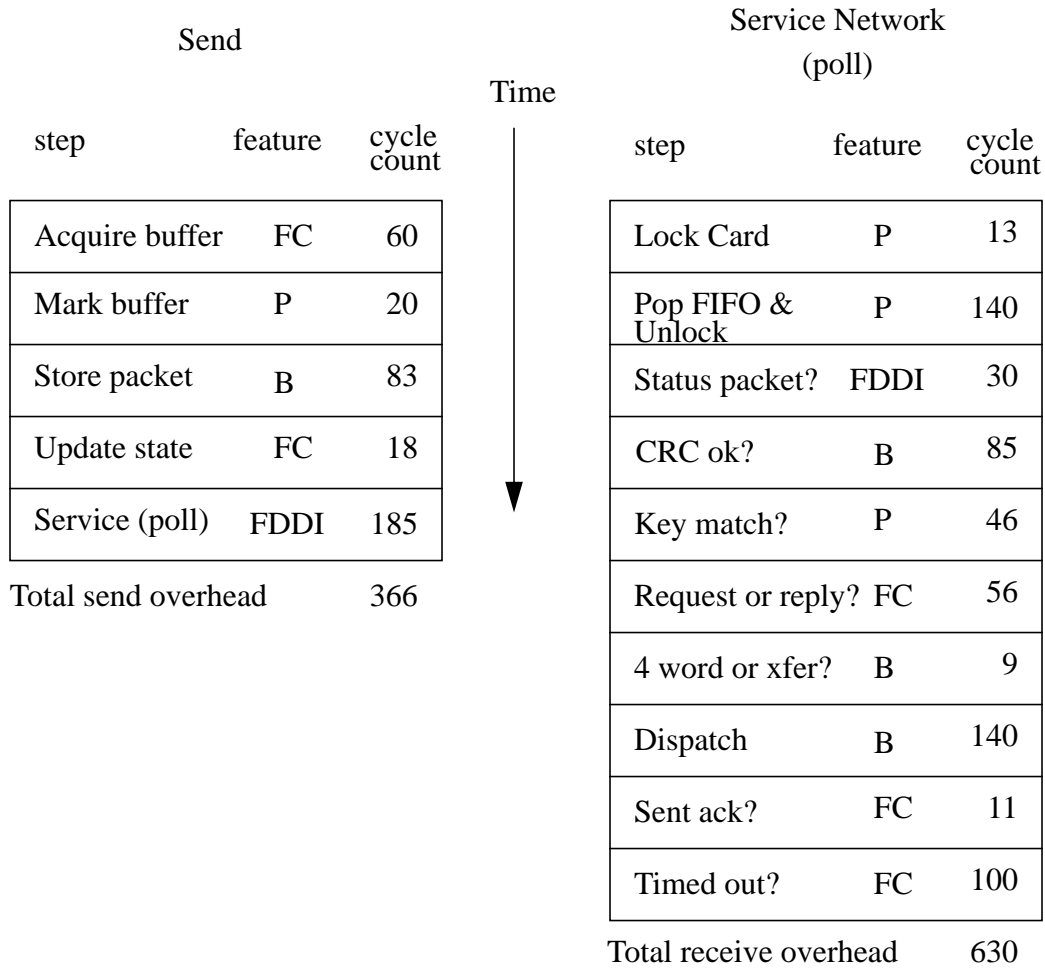 Send
step feature cycle count
Acquire buffer FC 60
Mark buffer P 20
Store packet B 83
Update state FC 18
Service (poll) FDDI 185
Total send overhead 366
Time
Service Network
(poll)
step feature cycle count
Lock Card P 13
Pop FIFO & Unlock P 140
Status packet? FDDI 30
CRC ok? B 85
Key match? P 46
Request or reply? FC 56
4 word or xfer? B 9
Dispatch B 140
Sent ack? FC 11
Timed out? FC 100
Total receive overhead 630